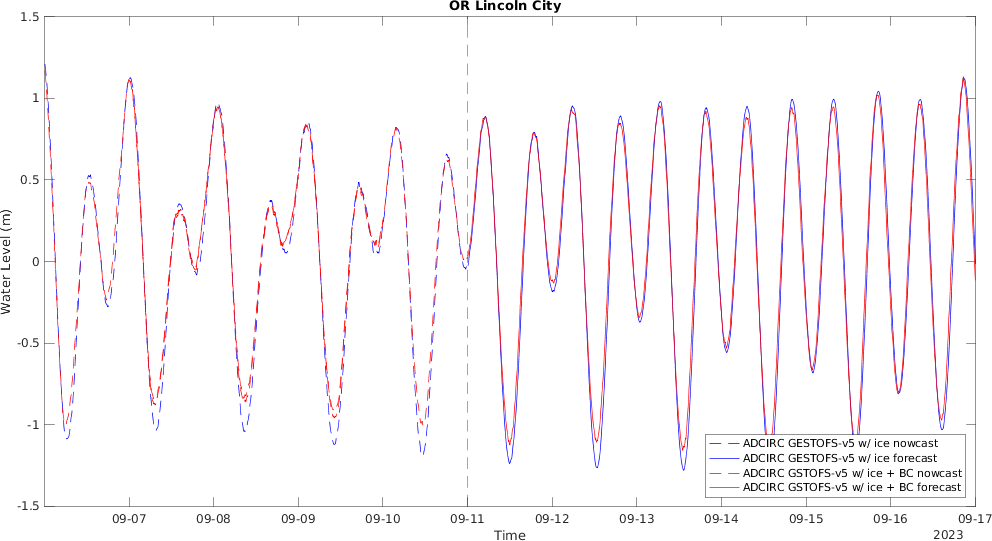 OR Lincoln City
1.5
1
0.5
0
-0.5
-1
-1.5
Water Level (m)
09-07 09-08 09-09 09-10 09-11 09-12 09-13 09-14 09-15 09-16 09-17
Time
2023
ADCIRC GESTOFS-v5 w/ ice nowcast
ADCIRC GESTOFS-v5 w/ ice forecast
ADCIRC GSTOFS-v5 w/ ice + BC nowcast
ADCIRC GSTOFS-v5 w/ ice + BC forecast